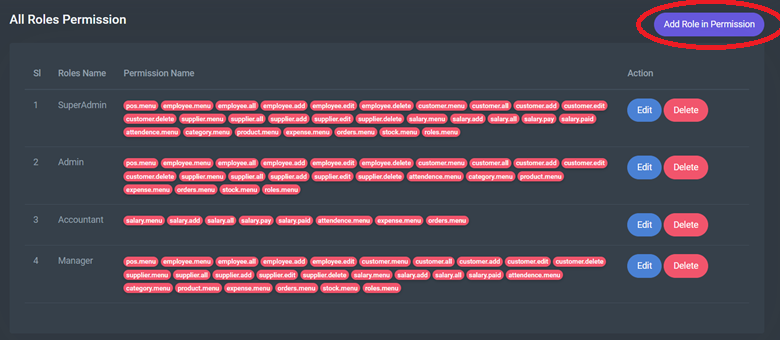 All Roles Permission
Add Role in Permission
Sl Roles Name Permission Name Action
1 SuperAdmin pos.menu employee.menu employee.all employee.add employee.edit employee.delete customer.menu customer.all customer.add customer.edit Edit Delete
customer.delete supplier.menu supplier.all supplier.add supplier.edit supplier.delete salary.menu salary.add salary.all salary.pay salary.paid
attendence.menu category.menu product.menu expense.menu orders.menu stock.menu roles.menu
2 Admin pos.menu employee.menu employee.all employee.add employee.edit employee.delete customer.menu customer.all customer.add customer.edit Edit Delete
customer.delete supplier.menu supplier.all supplier.add supplier.edit supplier.delete attendence.menu category.menu product.menu
expense.menu orders.menu stock.menu roles.menu
3 Accountant salary.menu salary.add salary.all salary.pay salary.paid attendence.menu expense.menu orders.menu Edit Delete
4 Manager pos.menu employee.menu employee.all employee.add employee.edit customer.menu customer.all customer.add customer.edit customer.delete Edit Delete
supplier.menu supplier.all supplier.add supplier.edit supplier.delete salary.menu salary.add salary.all salary.paid attendence.menu
category.menu product.menu expense.menu orders.menu stock.menu roles.menu